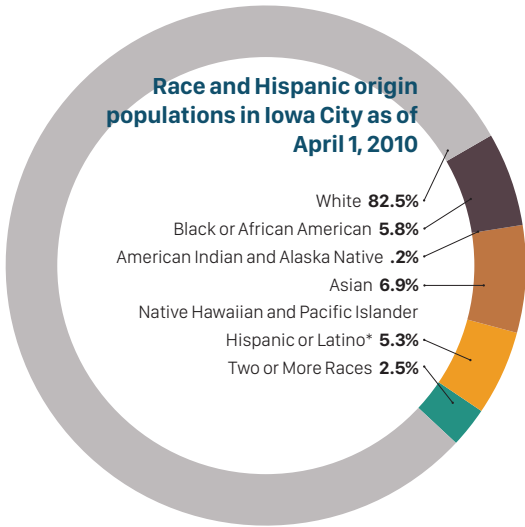 Race and Hispanic origin
populations in Iowa City as of
April 1, 2010
White 82.5%
Black or African American 5.8%
American Indian and Alaska Native .2%
Asian 6.9%
Native Hawaiian and Pacific Islander
Hispanic or Latino* 5.3%
Two or More Races 2.5%